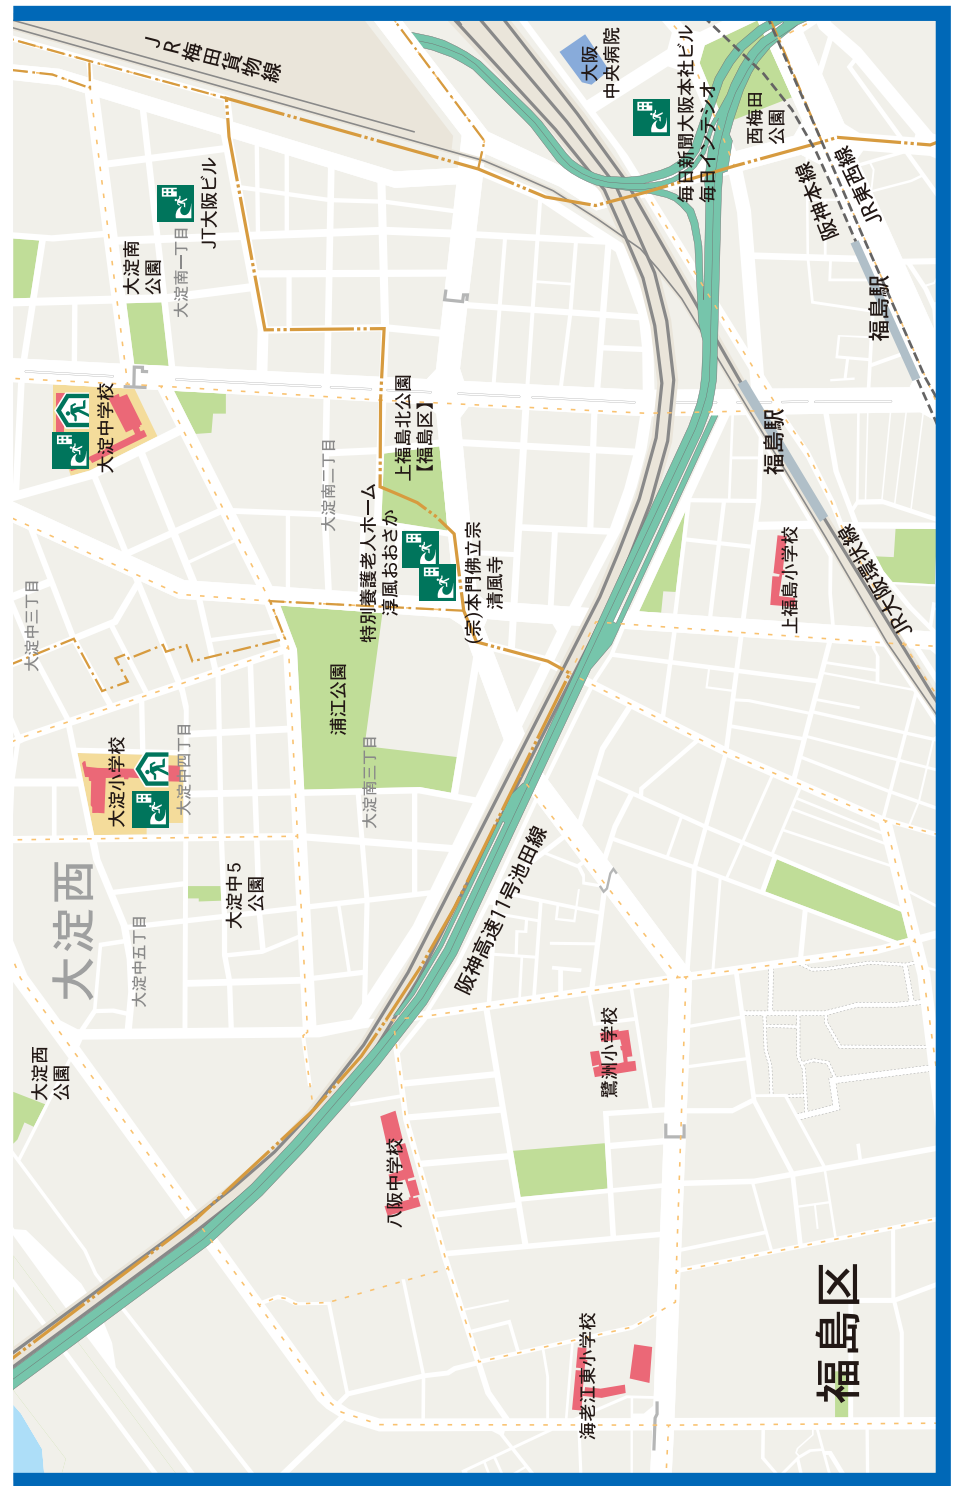 JR梅田貨物線
大阪
中央病院
毎日新聞大阪本社ビル
毎日インテシオ
西梅田
公園
阪神本線
JR東西線
福島駅
JT大阪ビル
大淀南
公園
大淀南一丁目
大淀中学校
大淀南二丁目
上福島北公園
【福島区】
特別養護老人ホーム
淳風おおさか
(宗)本門佛立宗
清風寺
福島駅
上福島小学校
JR大阪環状線
大淀中三丁目
浦江公園
大淀南三丁目
大淀小学校
大淀中四丁目
大淀西
大淀中5
公園
大淀中五丁目
阪神高速11号池田線
大淀西
公園
鷺洲小学校
八阪中学校
海老江東小学校
福島区